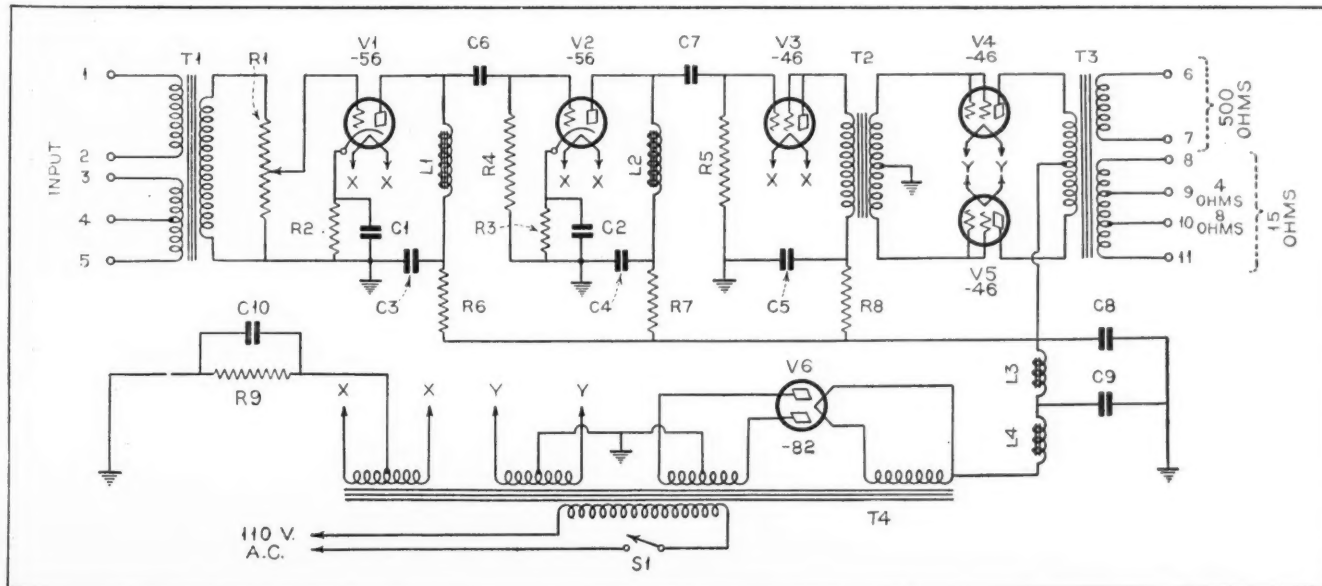 T1
R1
V1
-56
C6
V2
-56
C7
V3
-46
T2
V4
-46
T3
1
2
3
4
5
INPUT
6
7
8
9
10
11
500
OHMS
4
OHMS
8
OHMS
15
OHMS
X X
L1
R4
X X
L2
R5
X X
Y Y
V5
-46
R2
C1
C3
R6
R3
C2
C4
R7
C5
R8
C8
C10
R9
X X Y Y
V6
-82
L3
C9
L4
T4
110 V.
A.C.
S1